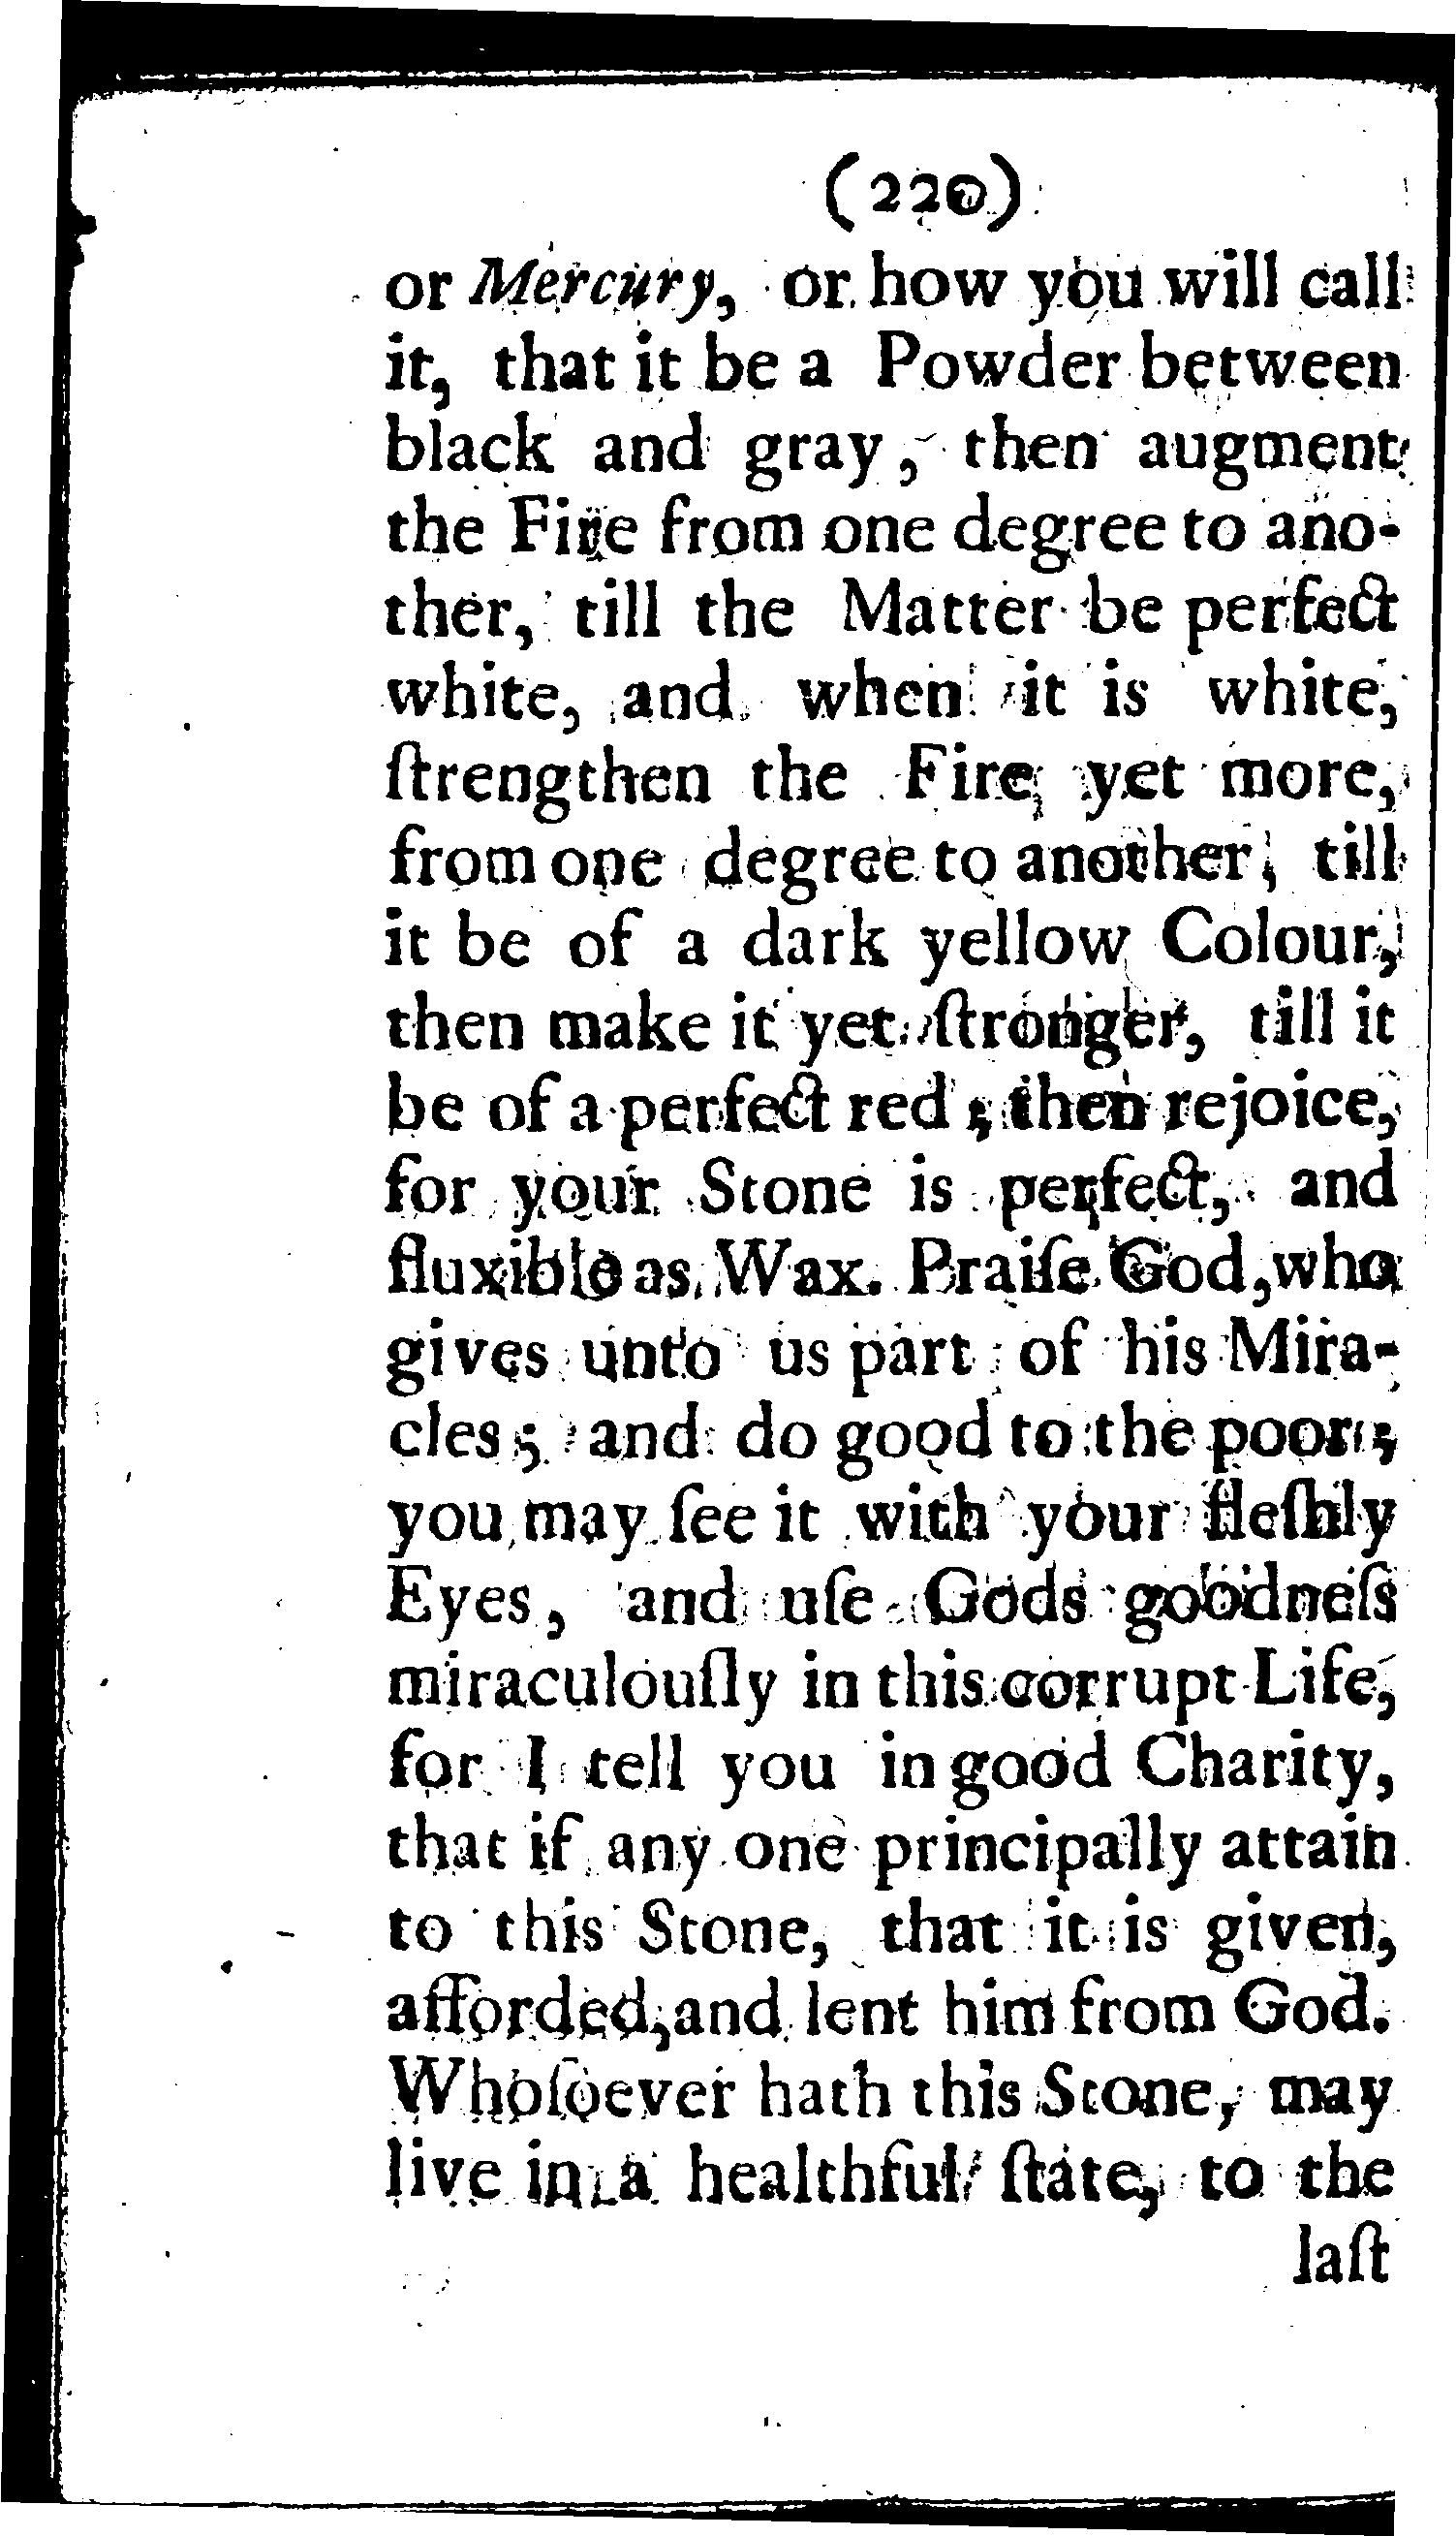 (220)
or Mercury, or how you will call
it, that it be a Powder between
black and gray, then augment
the Fire from one degree to ano-
ther, till the Matter be perfect
white, and when it is white,
ſtrengthen the Fire yet more,
from one degree to another, till
it be of a dark yellow Colour,
then make it yet ſtronger, till it
be of a perfect red; then rejoice,
for your Stone is perfect, and
fluxible as Wax. Praiſe God, who
gives unto us part of his Mira-
cles; and do good to the poor;
you may ſee it with your fleſhly
Eyes, and uſe Gods goodneſs
miraculouſly in this corrupt Life,
for I tell you in good Charity,
that if any one principally attain
to this Stone, that it is given,
afforded, and lent him from God.
Whoſoever hath this Stone, may
live in a healthful ſtate, to the
laſt